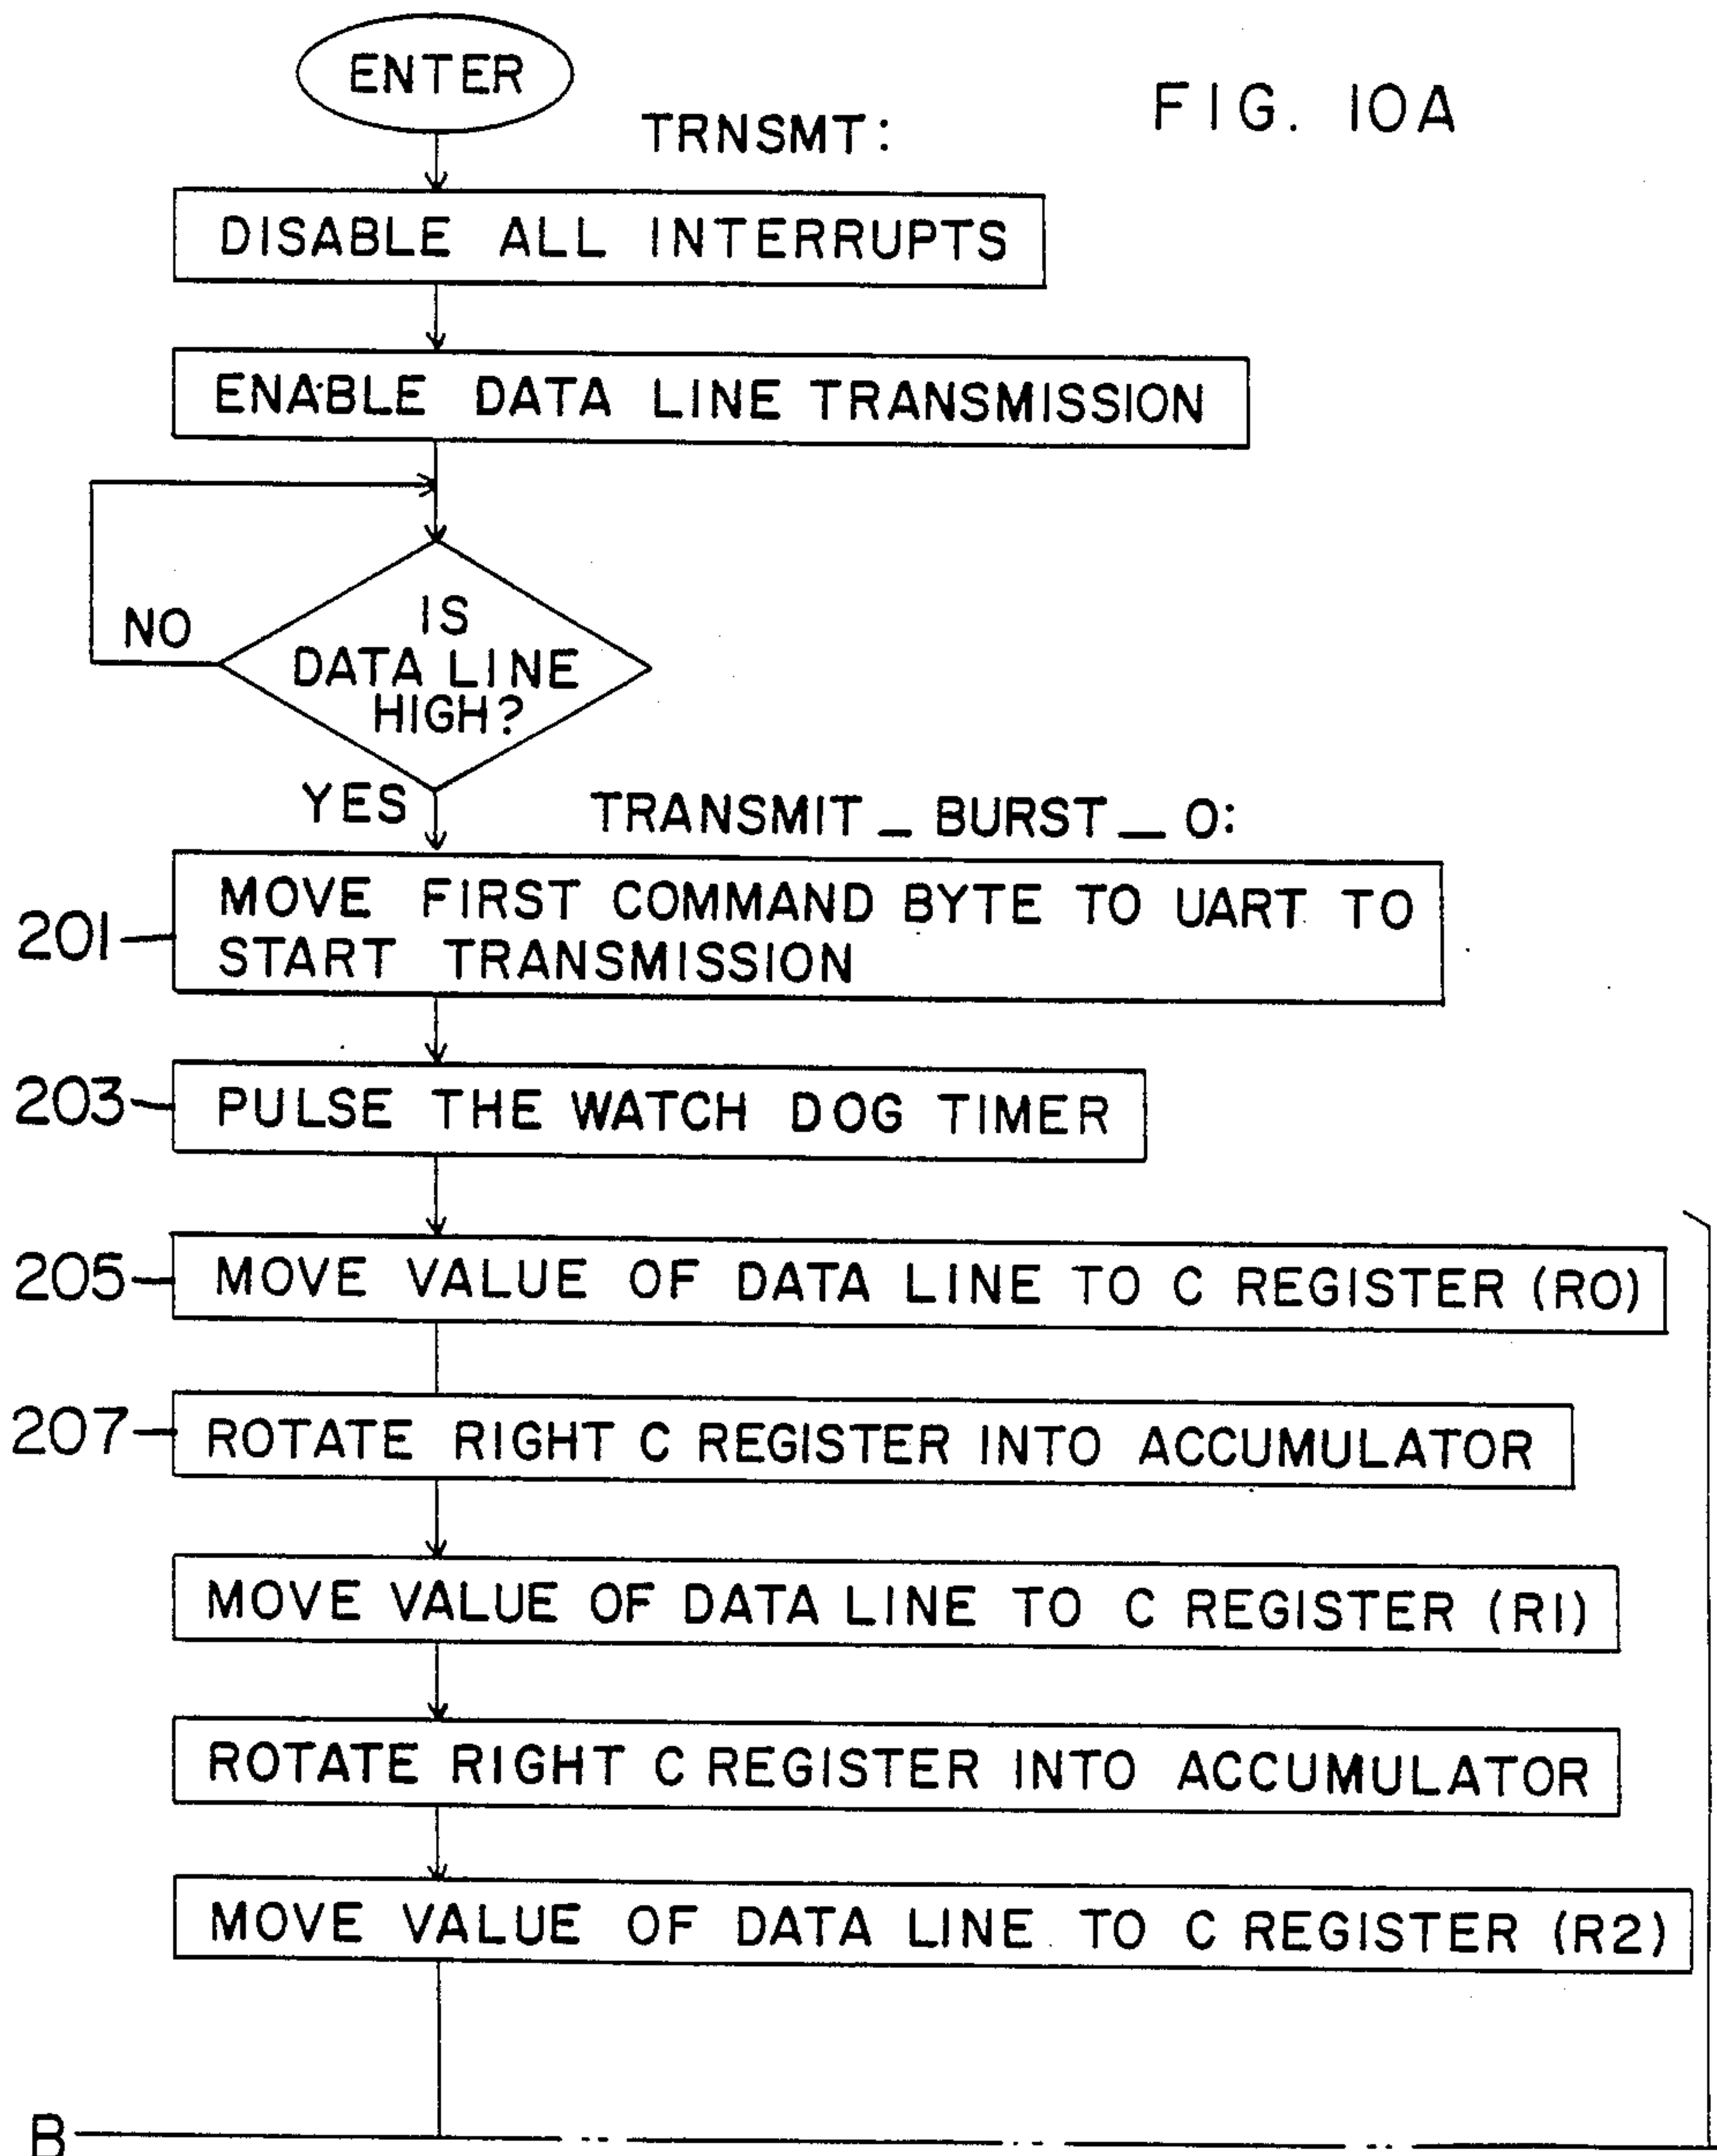 ENTER
FIG. 10A
TRNSMT:
DISABLE ALL INTERRUPTS
ENABLE DATA LINE TRANSMISSION
NO
IS
DATA LINE
HIGH?
YES
TRANSMIT_BURST_0:
201
MOVE FIRST COMMAND BYTE TO UART TO
START TRANSMISSION
203
PULSE THE WATCH DOG TIMER
205
MOVE VALUE OF DATA LINE TO C REGISTER (R0)
207
ROTATE RIGHT C REGISTER INTO ACCUMULATOR
MOVE VALUE OF DATA LINE TO C REGISTER (R1)
ROTATE RIGHT C REGISTER INTO ACCUMULATOR
MOVE VALUE OF DATA LINE TO C REGISTER (R2)
B